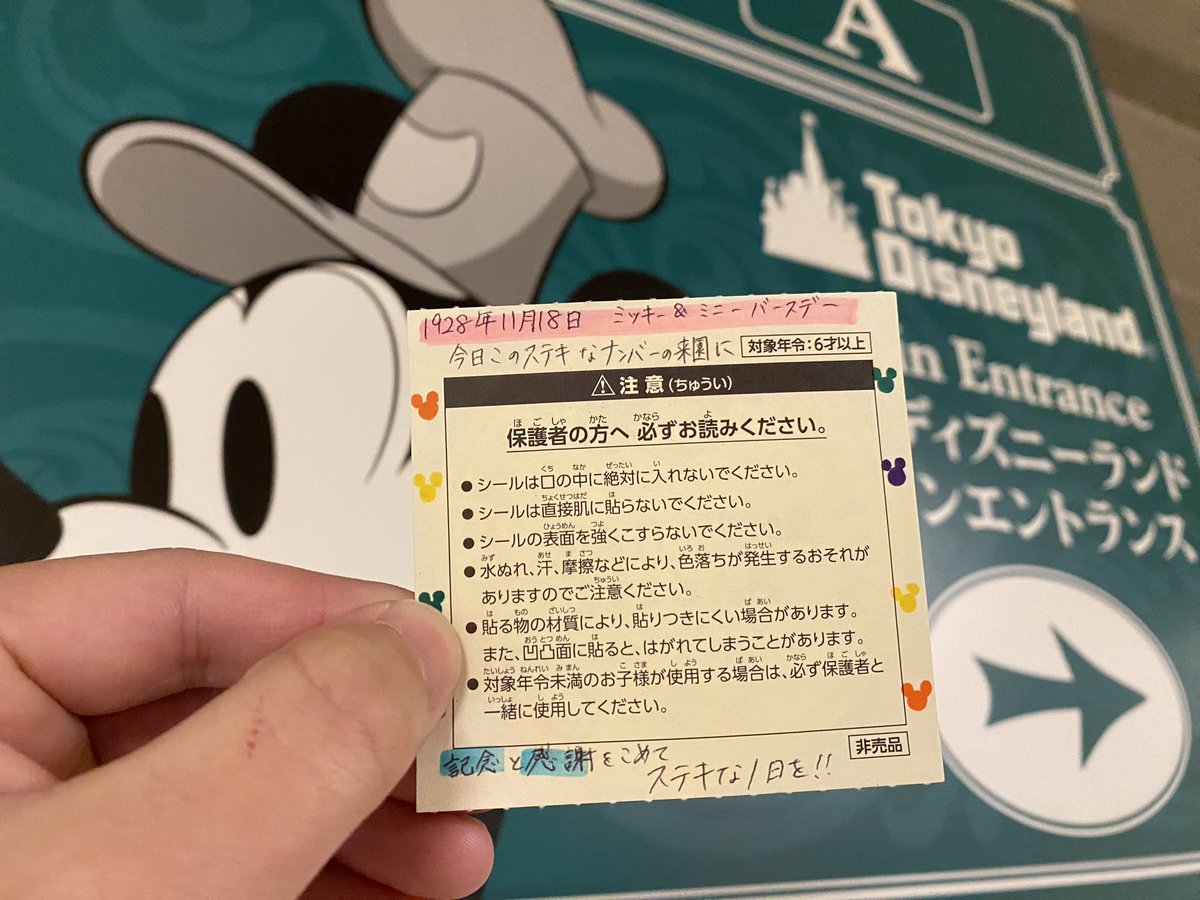 A
Tokyo
Disneyland
in Entrance
ディズニーランド
ンエントランス
1928年11月18日 ミッキー&ミニーバースデー
今日このステキなナンバーの来園に
対象年令:6才以上
⚠注意(ちゅうい)
保護者の方へ 必ずお読みください。
●シールは口の中に絶対に入れないでください。
●シールは直接肌に貼らないでください。
●シールの表面を強くこすらないでください。
●水ぬれ、汗、摩擦などにより、色落ちが発生するおそれが
ありますのでご注意ください。
●貼る物の材質により、貼りつきにくい場合があります。
また、凹凸面に貼ると、はがれてしまうことがあります。
●対象年令未満のお子様が使用する場合は、必ず保護者と
一緒に使用してください。
非売品
記念と感謝をこめて
ステキな1日を!!